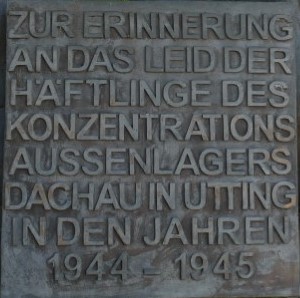 ZUR ERINNERUNG
AN DAS LEID DER
HÄFTLINGE DES
KONZENTRATIONS
AUSSENLAGERS
DACHAU IN UTTING
IN DEN JAHREN
1944 – 1945